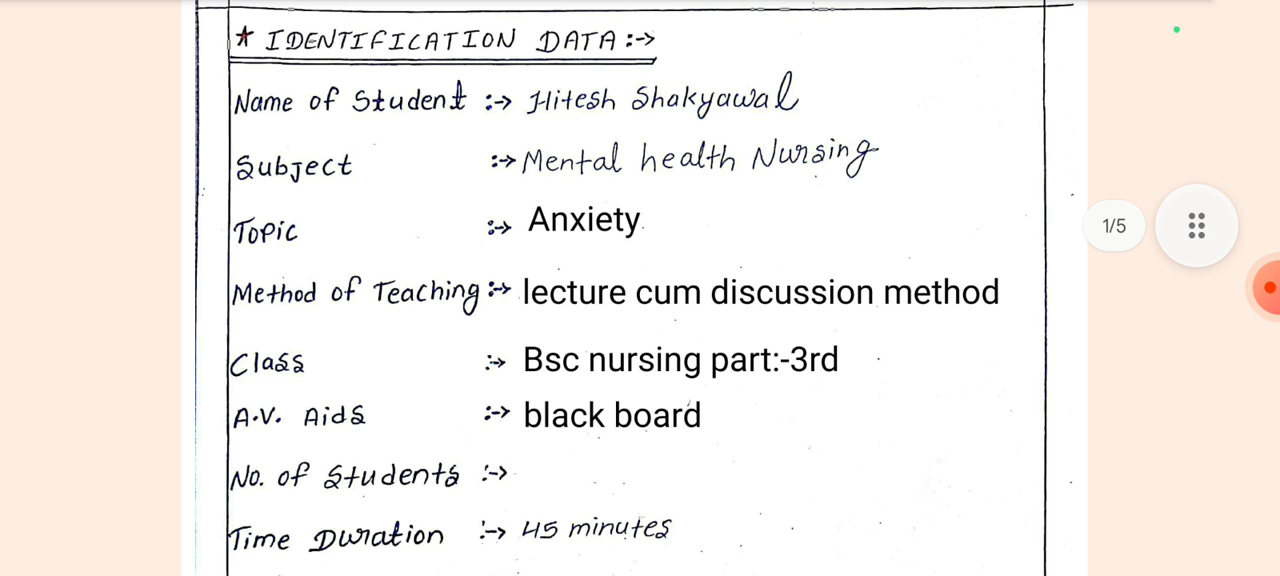 * IDENTIFICATION DATA :->
Name of Student :-> Hitesh Shakyawal
Subject :-> Mental health Nursing
Topic :-> Anxiety
1/5
Method of Teaching :-> lecture cum discussion method
Class :-> Bsc nursing part:-3rd
A.V. Aids :-> black board
No. of Students :->
Time Duration :-> 45 minutes